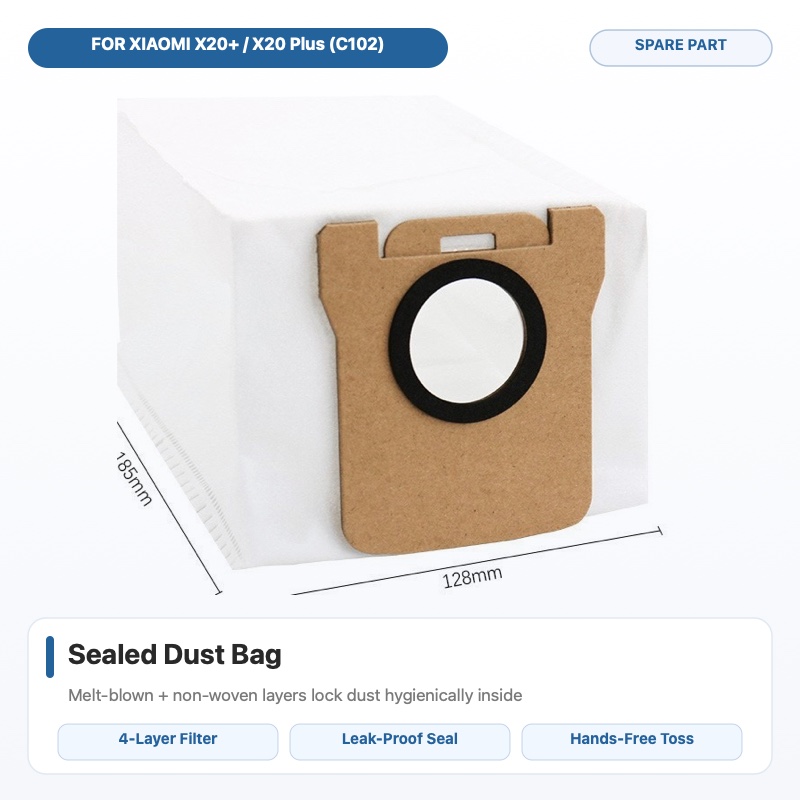 FOR XIAOMI X20+ / X20 Plus (C102)
SPARE PART
185mm
128mm
Sealed Dust Bag
Melt-blown + non-woven layers lock dust hygienically inside
4-Layer Filter
Leak-Proof Seal
Hands-Free Toss